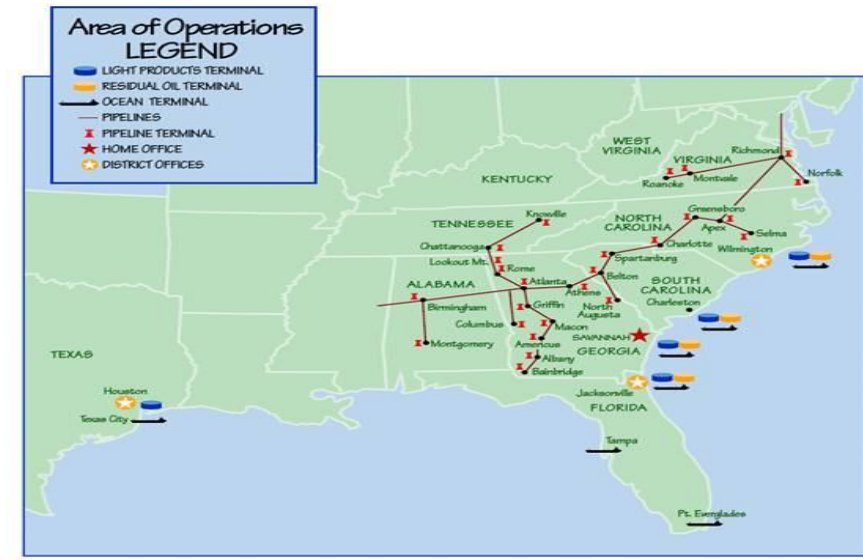 Area of Operations
LEGEND
LIGHT PRODUCTS TERMINAL
RESIDUAL OIL TERMINAL
OCEAN TERMINAL
PIPELINES
PIPELINE TERMINAL
HOME OFFICE
DISTRICT OFFICES
WEST
VIRGINIA
Richmond
VIRGINIA
Roanoke
Montvale
Norfolk
KENTUCKY
Greensboro
Knoxville
TENNESSEE
NORTH
CAROLINA
Apex
Selma
Chattanooga
Charlotte
Wilmington
Lookout Mt.
Spartanburg
Rome
Belton
SOUTH
CAROLINA
ALABAMA
Atlanta
Athens
Charleston
Birmingham
Griffin
North
Augusta
Columbus
Macon
Montgomery
Americus
SAVANNAH
GEORGIA
Albany
Bainbridge
TEXAS
Houston
Texas City
Jacksonville
FLORIDA
Tampa
Pt. Everglades